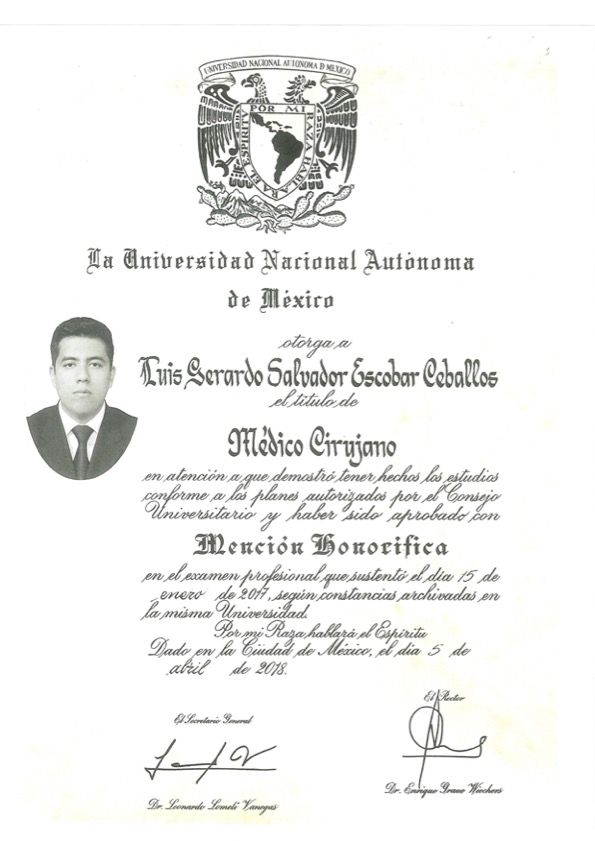 UNIVERSIDAD NACIONAL AUTONOMA D MEXICO
POR MI RAZA HABLARA EL ESPIRITU
La Universidad Nacional Autónoma
de México
otorga a
Luis Gerardo Salvador Escobar Ceballos
el título de
Médico Cirujano
en atención a que demostró tener hechos los estudios
conforme a los planes autorizados por el Consejo
Universitario y haber sido aprobado con
Mención Honorífica
en el examen profesional que sustentó el día 15 de
enero de 2017, según constancias archivadas en
la misma Universidad.
Por mi Raza hablará el Espíritu
Dado en la Ciudad de México, el día 5 de
abril de 2018.
El Secretario General
Dr. Leonardo Lomelí Vanegas
El Rector
Dr. Enrique Graue Wiechers